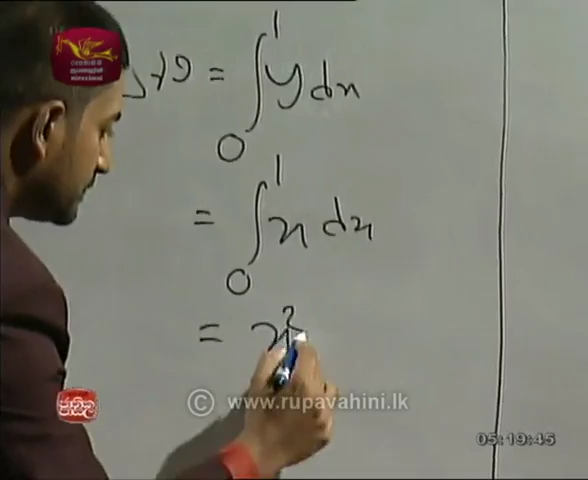 = ∫₀¹ y dx
= ∫₀¹ x dx
= x²
© www.rupavahini.lk
05:19:45